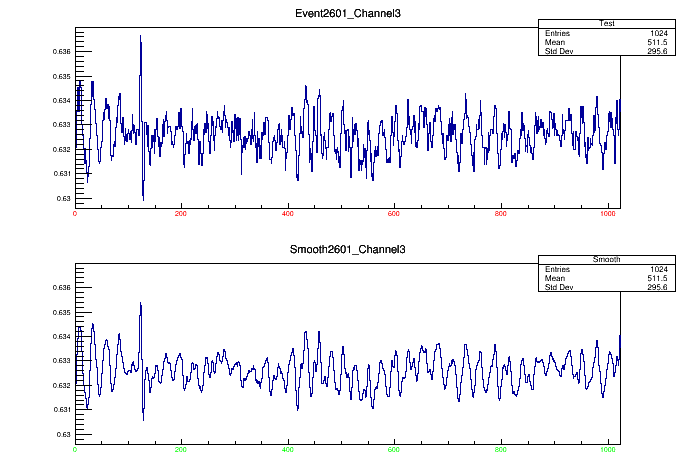 Event2601_Channel3
Test
Entries 1024
Mean 511.5
Std Dev 295.6
0.636
0.635
0.634
0.633
0.632
0.631
0.63
0 200 400 600 800 1000
Smooth2601_Channel3
Smooth
Entries 1024
Mean 511.5
Std Dev 295.6
0.636
0.635
0.634
0.633
0.632
0.631
0.63
0 200 400 600 800 1000